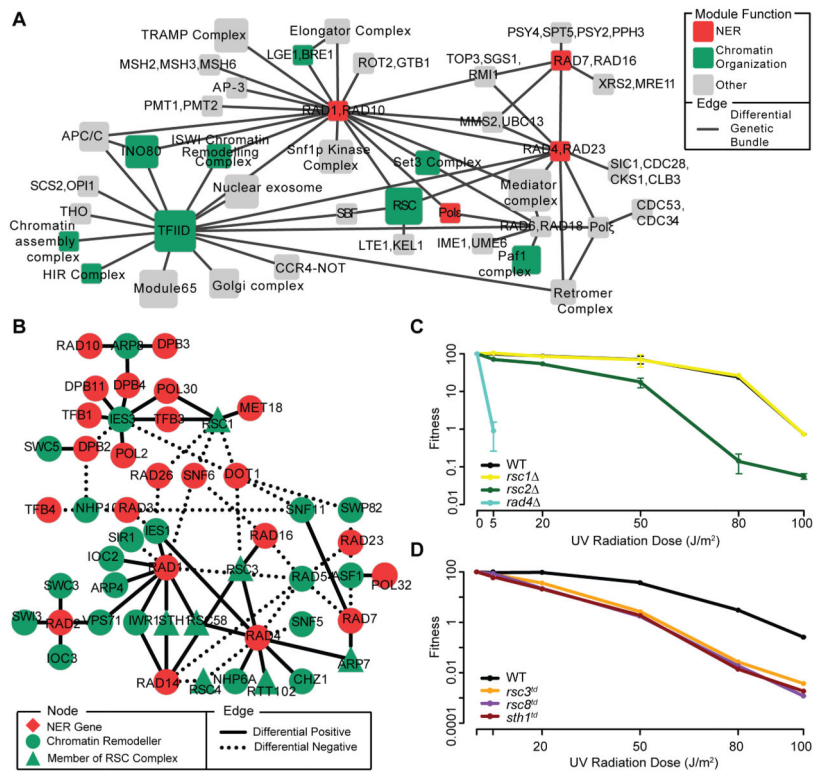 A
TRAMP Complex
Elongator Complex
LGE1,BRE1
MSH2,MSH3,MSH6
ROT2,GTB1
AP-3
PMT1,PMT2
RAD1,RAD10
PSY4,SPT5,PSY2,PPH3
TOP3,SGS1,
RMI1
RAD7,RAD16
XRS2,MRE11
MMS2,UBC13
APC/C
INO80
ISWI Chromatin
Remodelling
Complex
Snf1p Kinase
Complex
Set3 Complex
RAD4,RAD23
SIC1,CDC28,
CKS1,CLB3
SCS2,OPI1
Nuclear exosome
Mediator
complex
THO
TFIID
SBF
RSC
Polε
RAD6,RAD18
Polζ
CDC53,
CDC34
Chromatin
assembly
complex
LTE1,KEL1
IME1,UME6
Paf1
complex
HIR Complex
Module65
Golgi complex
CCR4-NOT
Retromer
Complex
Module Function
NER
Chromatin
Organization
Other
Edge
Differential
Genetic
Bundle
B
RAD10
ARP8
DPB3
DPB11
DPB4
POL30
TFB1
IES3
TFB3
RSC1
MET18
SWC5
DPB2
POL2
RAD26
SNF6
DOT1
TFB4
NHP10
RAD3
SNF11
SWP82
SIR1
IES1
RAD16
RAD23
IOC2
RAD1
RSC3
RAD54
ASF1
POL32
ARP4
SWC3
SWI3
RAD2
VPS71
IWR1
STH1
RSC58
RAD4
SNF5
RAD7
IOC3
RAD14
RSC4
NHP6A
RTT102
CHZ1
ARP7
Node
NER Gene
Chromatin Remodeller
Member of RSC Complex
Edge
Differential Positive
Differential Negative
C
Fitness
100
10
1
0.1
0.01
WT
rsc1Δ
rsc2Δ
rad4Δ
0 5 20 50 80 100
UV Radiation Dose (J/m²)
D
Fitness
100
1
0.01
0.0001
WT
rsc3ᵗᵈ
rsc8ᵗᵈ
sth1ᵗᵈ
20 50 80 100
UV Radiation Dose (J/m²)